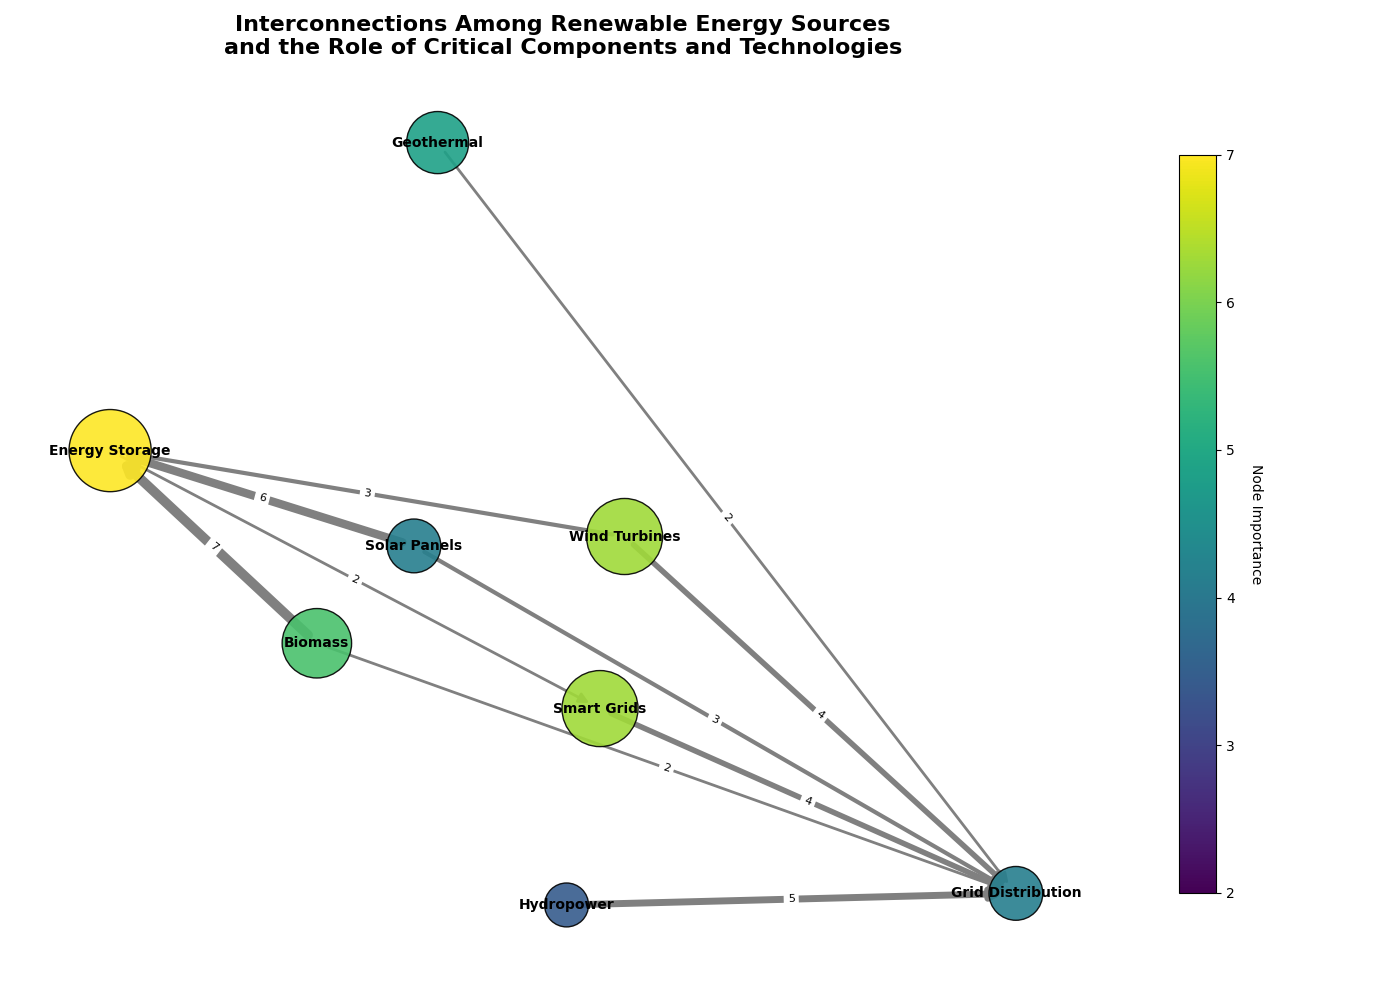 Interconnections Among Renewable Energy Sources
and the Role of Critical Components and Technologies
Geothermal
Energy Storage
Solar Panels
Wind Turbines
Biomass
Smart Grids
Hydropower
Grid Distribution
3
6
2
7
2
3
4
2
4
5
7
6
5
4
3
2
Node Importance